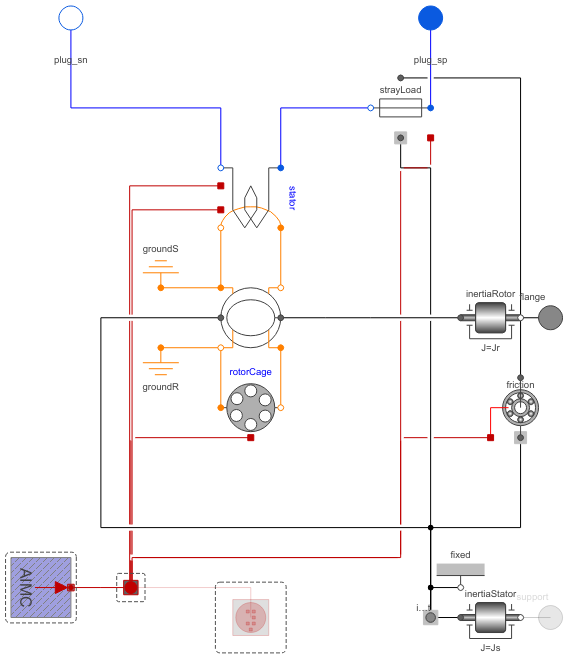 plug_sn
plug_sp
strayLoad
stator
groundS
inertiaRotor
flange
J=Jr
groundR
rotorCage
friction
fixed
AIMC
i...t
inertiaStator
support
J=Js